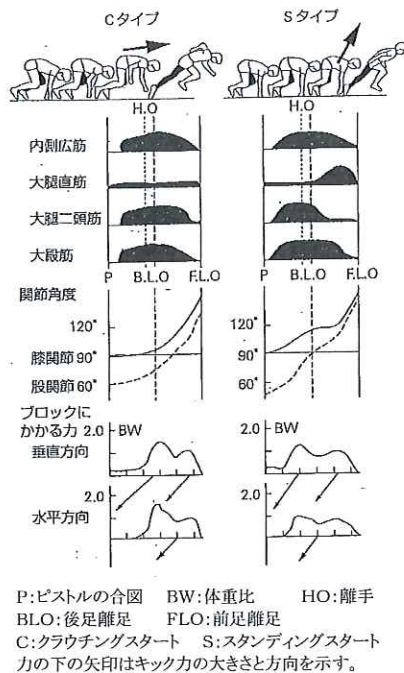 Cタイプ Sタイプ
H.O H.O
内側広筋
大腿直筋
大腿二頭筋
大殿筋
P B.L.O F.L.O P B.L.O F.L.O
関節角度
120° 120°
膝関節 90° 90°
股関節 60° 60°
ブロックに
かかる力
2.0 BW 2.0 BW
垂直方向
2.0 2.0
水平方向
P:ピストルの合図 BW:体重比 HO:離手
BLO:後足離足 FLO:前足離足
C:クラウチングスタート S:スタンディングスタート
力の下の矢印はキック力の大きさと方向を示す。